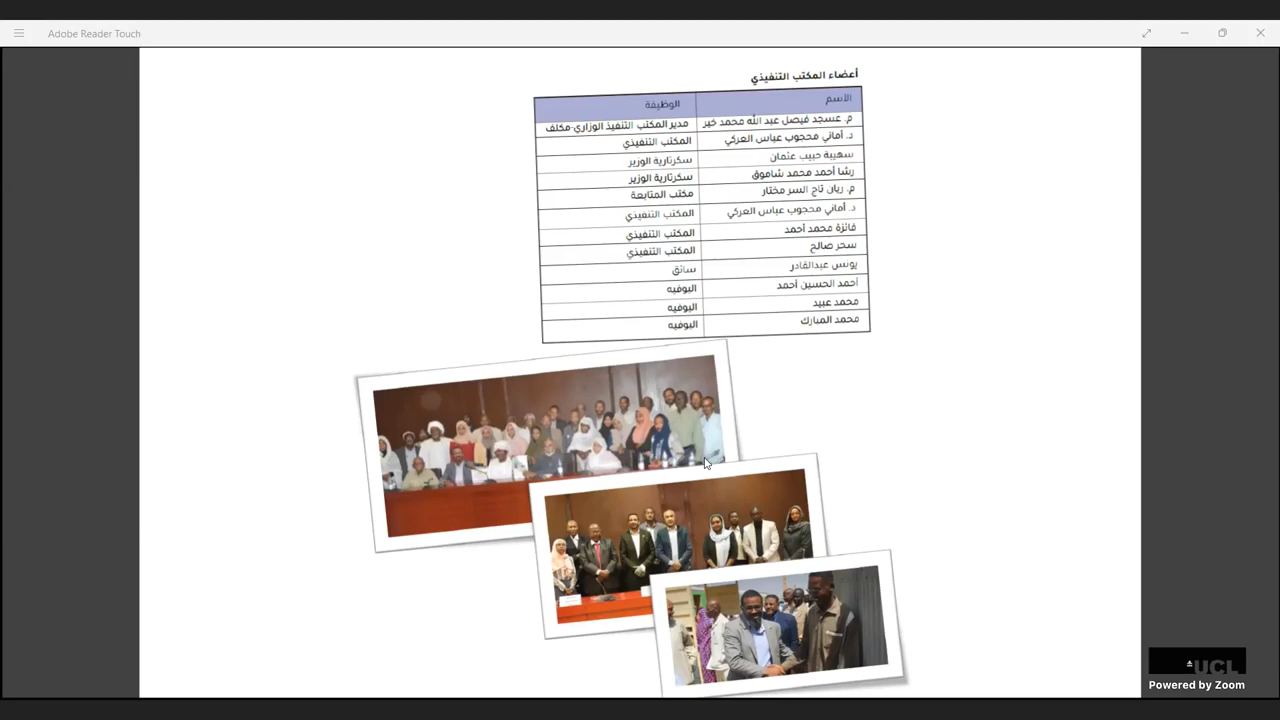 Adobe Reader Touch
أعضاء المكتب التنفيذي
الأسم الوظيفة
م. عسجد فيصل عبد الله محمد خير مدير المكتب التنفيذ الوزاري-مكلف
د. أماني محجوب عباس العركي المكتب التنفيذي
سهيبة حبيب عثمان سكرتارية الوزير
رشا أحمد محمد شاموق سكرتارية الوزير
م. ريان تاج السر مختار مكتب المتابعة
د. أماني محجوب عباس العركي المكتب التنفيذي
فائزة محمد أحمد المكتب التنفيذي
سحر صالح المكتب التنفيذي
يونس عبدالقادر سائق
أحمد الحسين أحمد البوفيه
محمد عبيد البوفيه
محمد المبارك البوفيه
UCL
Powered by Zoom